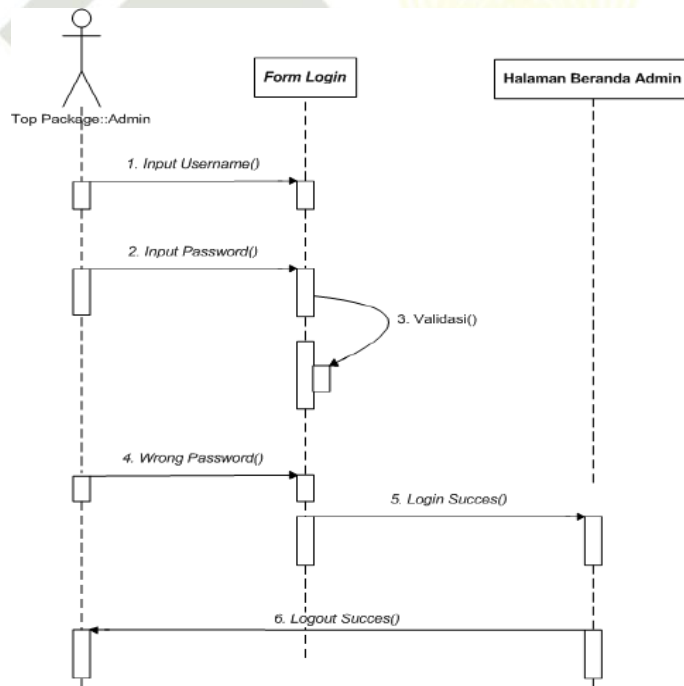 Form Login
Halaman Beranda Admin
Top Package::Admin
1. Input Username()
2. Input Password()
3. Validasi()
4. Wrong Password()
5. Login Succes()
6. Logout Succes()